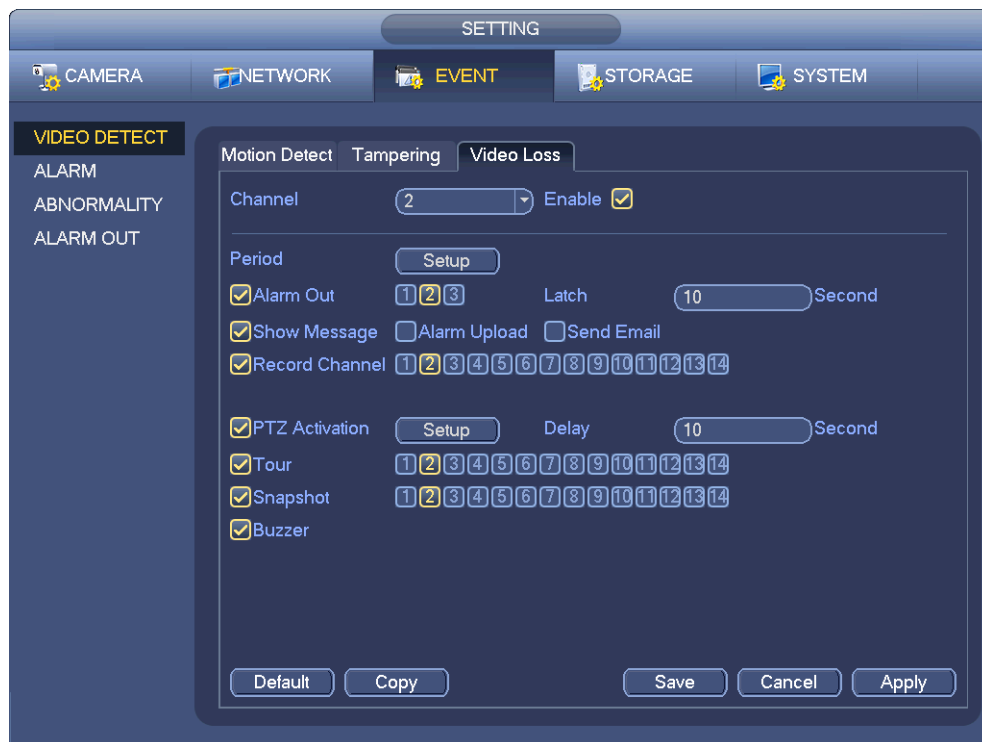 SETTING
CAMERA NETWORK EVENT STORAGE SYSTEM
VIDEO DETECT
ALARM
ABNORMALITY
ALARM OUT
Motion Detect Tampering Video Loss
Channel 2 Enable
Period Setup
Alarm Out 1 2 3 Latch 10 Second
Show Message Alarm Upload Send Email
Record Channel 1 2 3 4 5 6 7 8 9 10 11 12 13 14
PTZ Activation Setup Delay 10 Second
Tour 1 2 3 4 5 6 7 8 9 10 11 12 13 14
Snapshot 1 2 3 4 5 6 7 8 9 10 11 12 13 14
Buzzer
Default Copy Save Cancel Apply